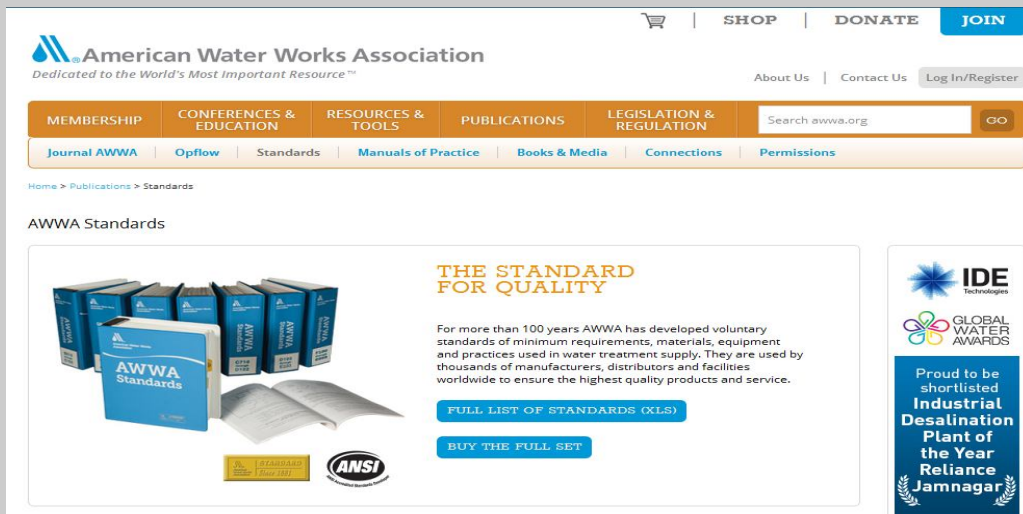 SHOP | DONATE JOIN
American Water Works Association
Dedicated to the World's Most Important Resource™
About Us | Contact Us Log In/Register
MEMBERSHIP
CONFERENCES &
EDUCATION
RESOURCES &
TOOLS
PUBLICATIONS
LEGISLATION &
REGULATION
Search awwa.org
GO
Journal AWWA | Opflow | Standards | Manuals of Practice | Books & Media | Connections | Permissions
Home > Publications > Standards
AWWA Standards
THE STANDARD
FOR QUALITY
For more than 100 years AWWA has developed voluntary
standards of minimum requirements, materials, equipment
and practices used in water treatment supply. They are used by
thousands of manufacturers, distributors and facilities
worldwide to ensure the highest quality products and service.
FULL LIST OF STANDARDS (XLS)
BUY THE FULL SET
AWWA
Standards
STANDARD
Since 1881
ANSI
IDE
Technologies
GLOBAL
WATER
AWARDS
Proud to be
shortlisted
Industrial
Desalination
Plant of
the Year
Reliance
Jamnagar